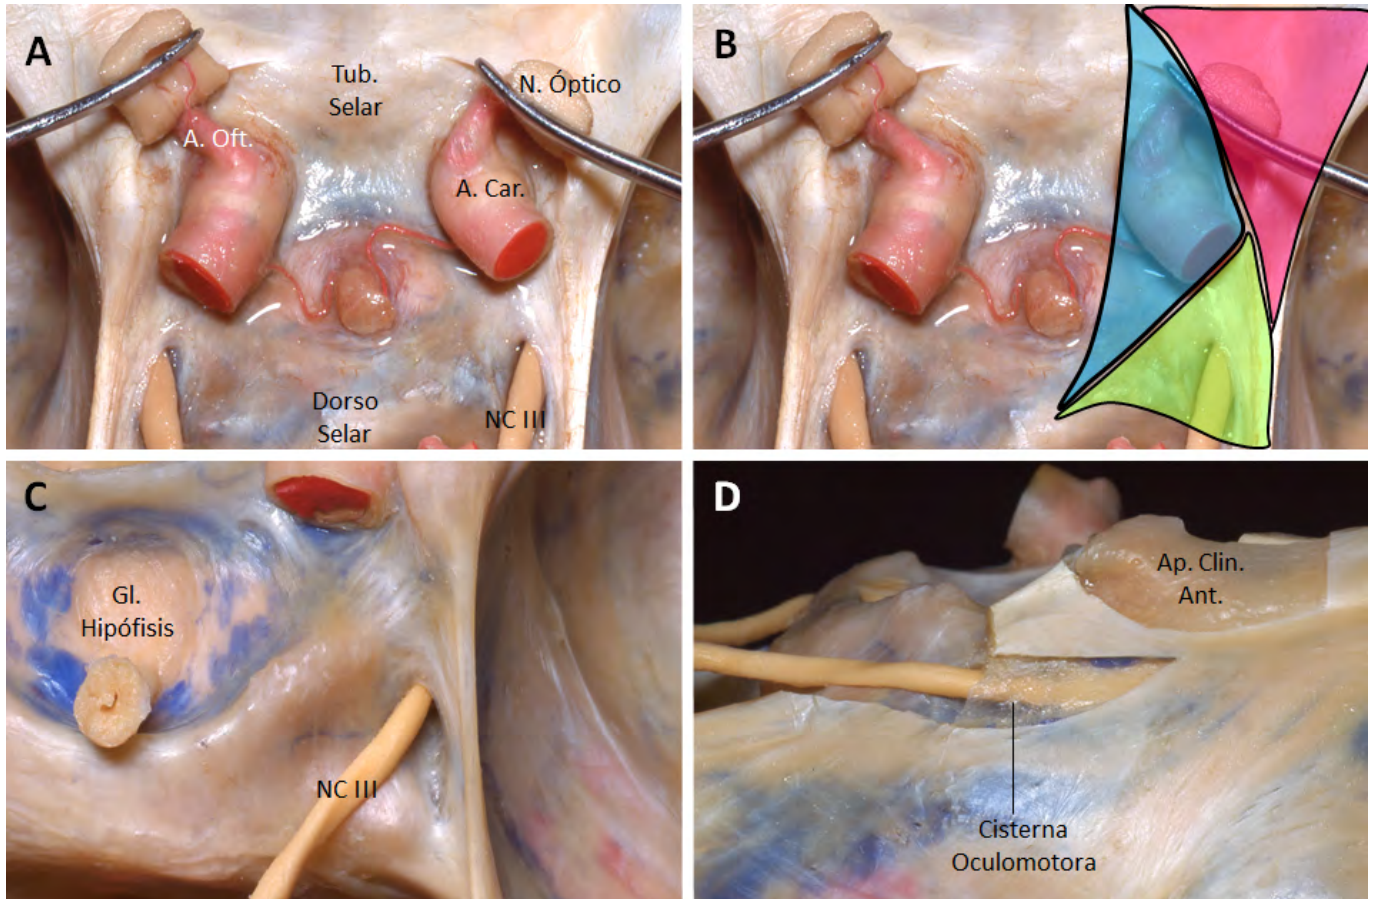 A
Tub.
Selar
N. Óptico
A. Oft.
A. Car.
Dorso
Selar
NC III
B
C
Gl.
Hipófisis
NC III
D
Ap. Clin.
Ant.
Cisterna
Oculomotora